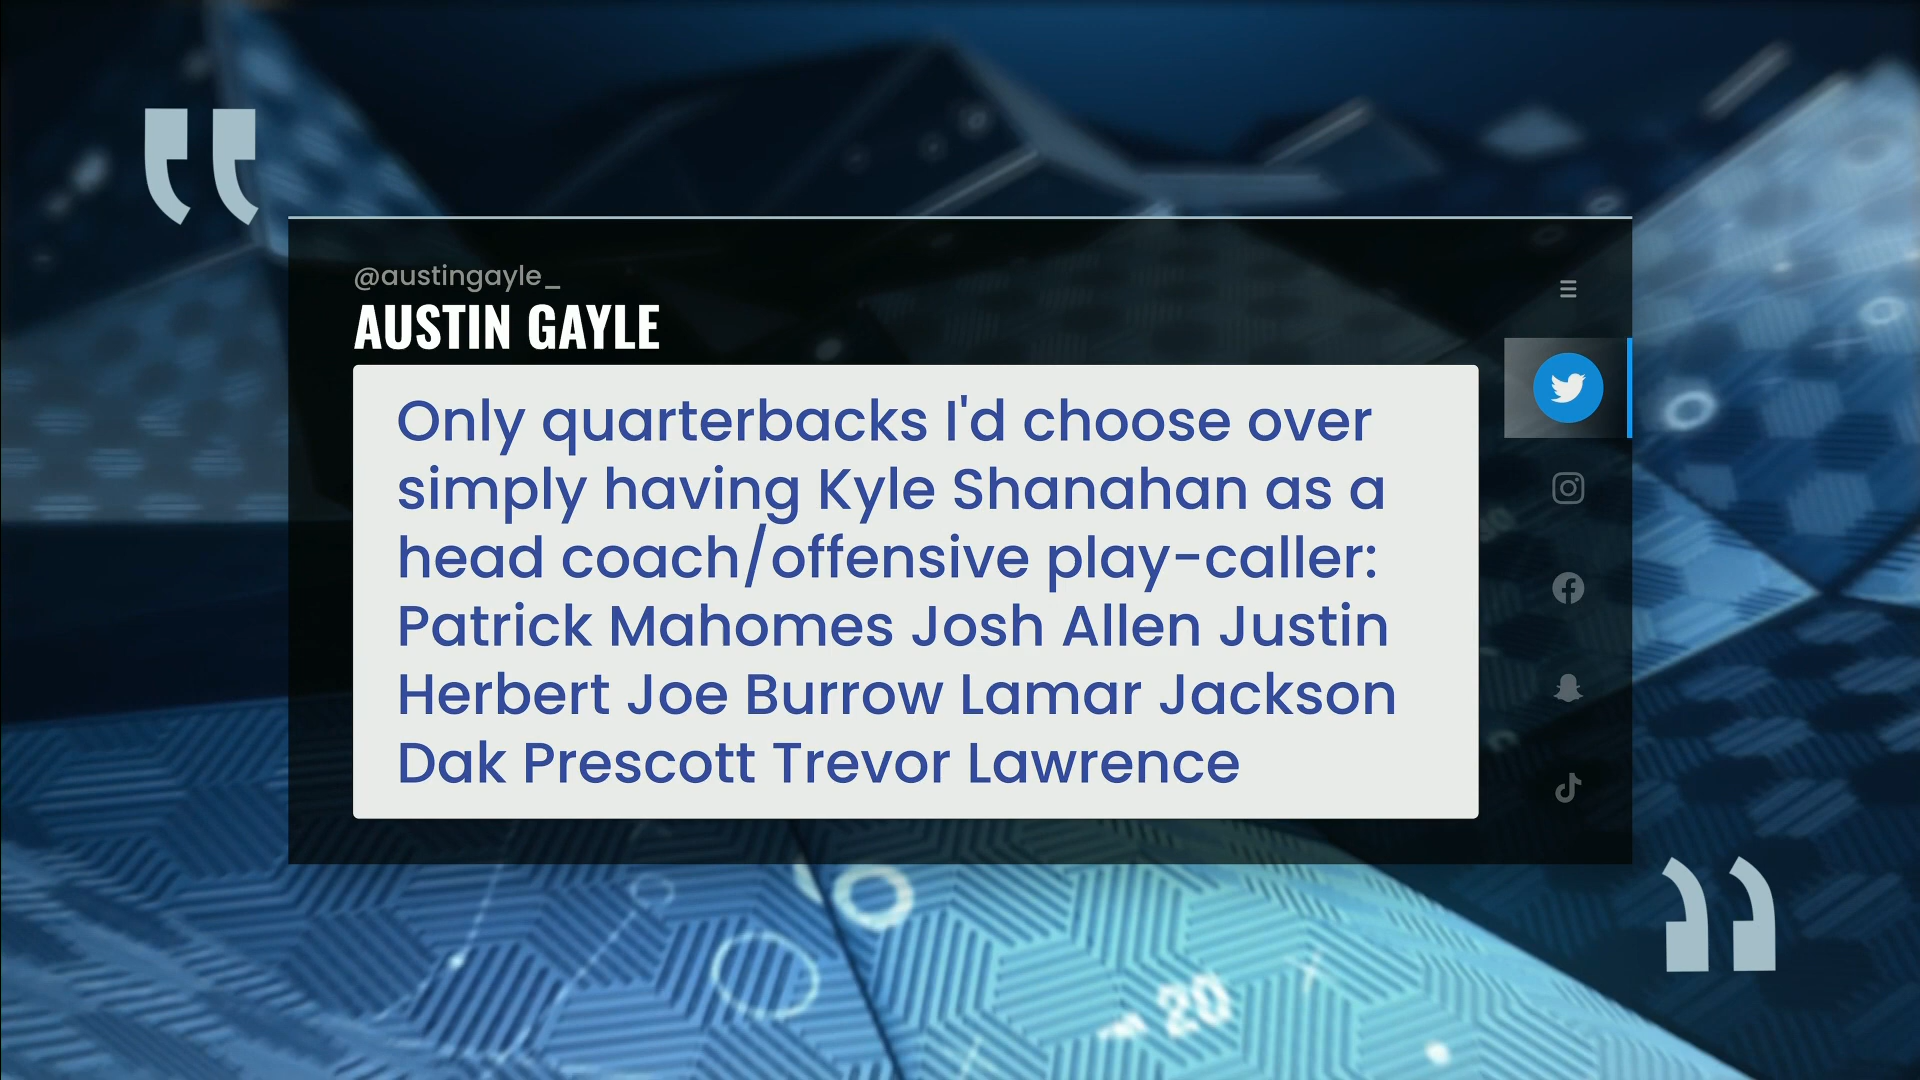 @austingayle_
AUSTIN GAYLE
Only quarterbacks I'd choose over
simply having Kyle Shanahan as a
head coach/offensive play-caller:
Patrick Mahomes Josh Allen Justin
Herbert Joe Burrow Lamar Jackson
Dak Prescott Trevor Lawrence
20